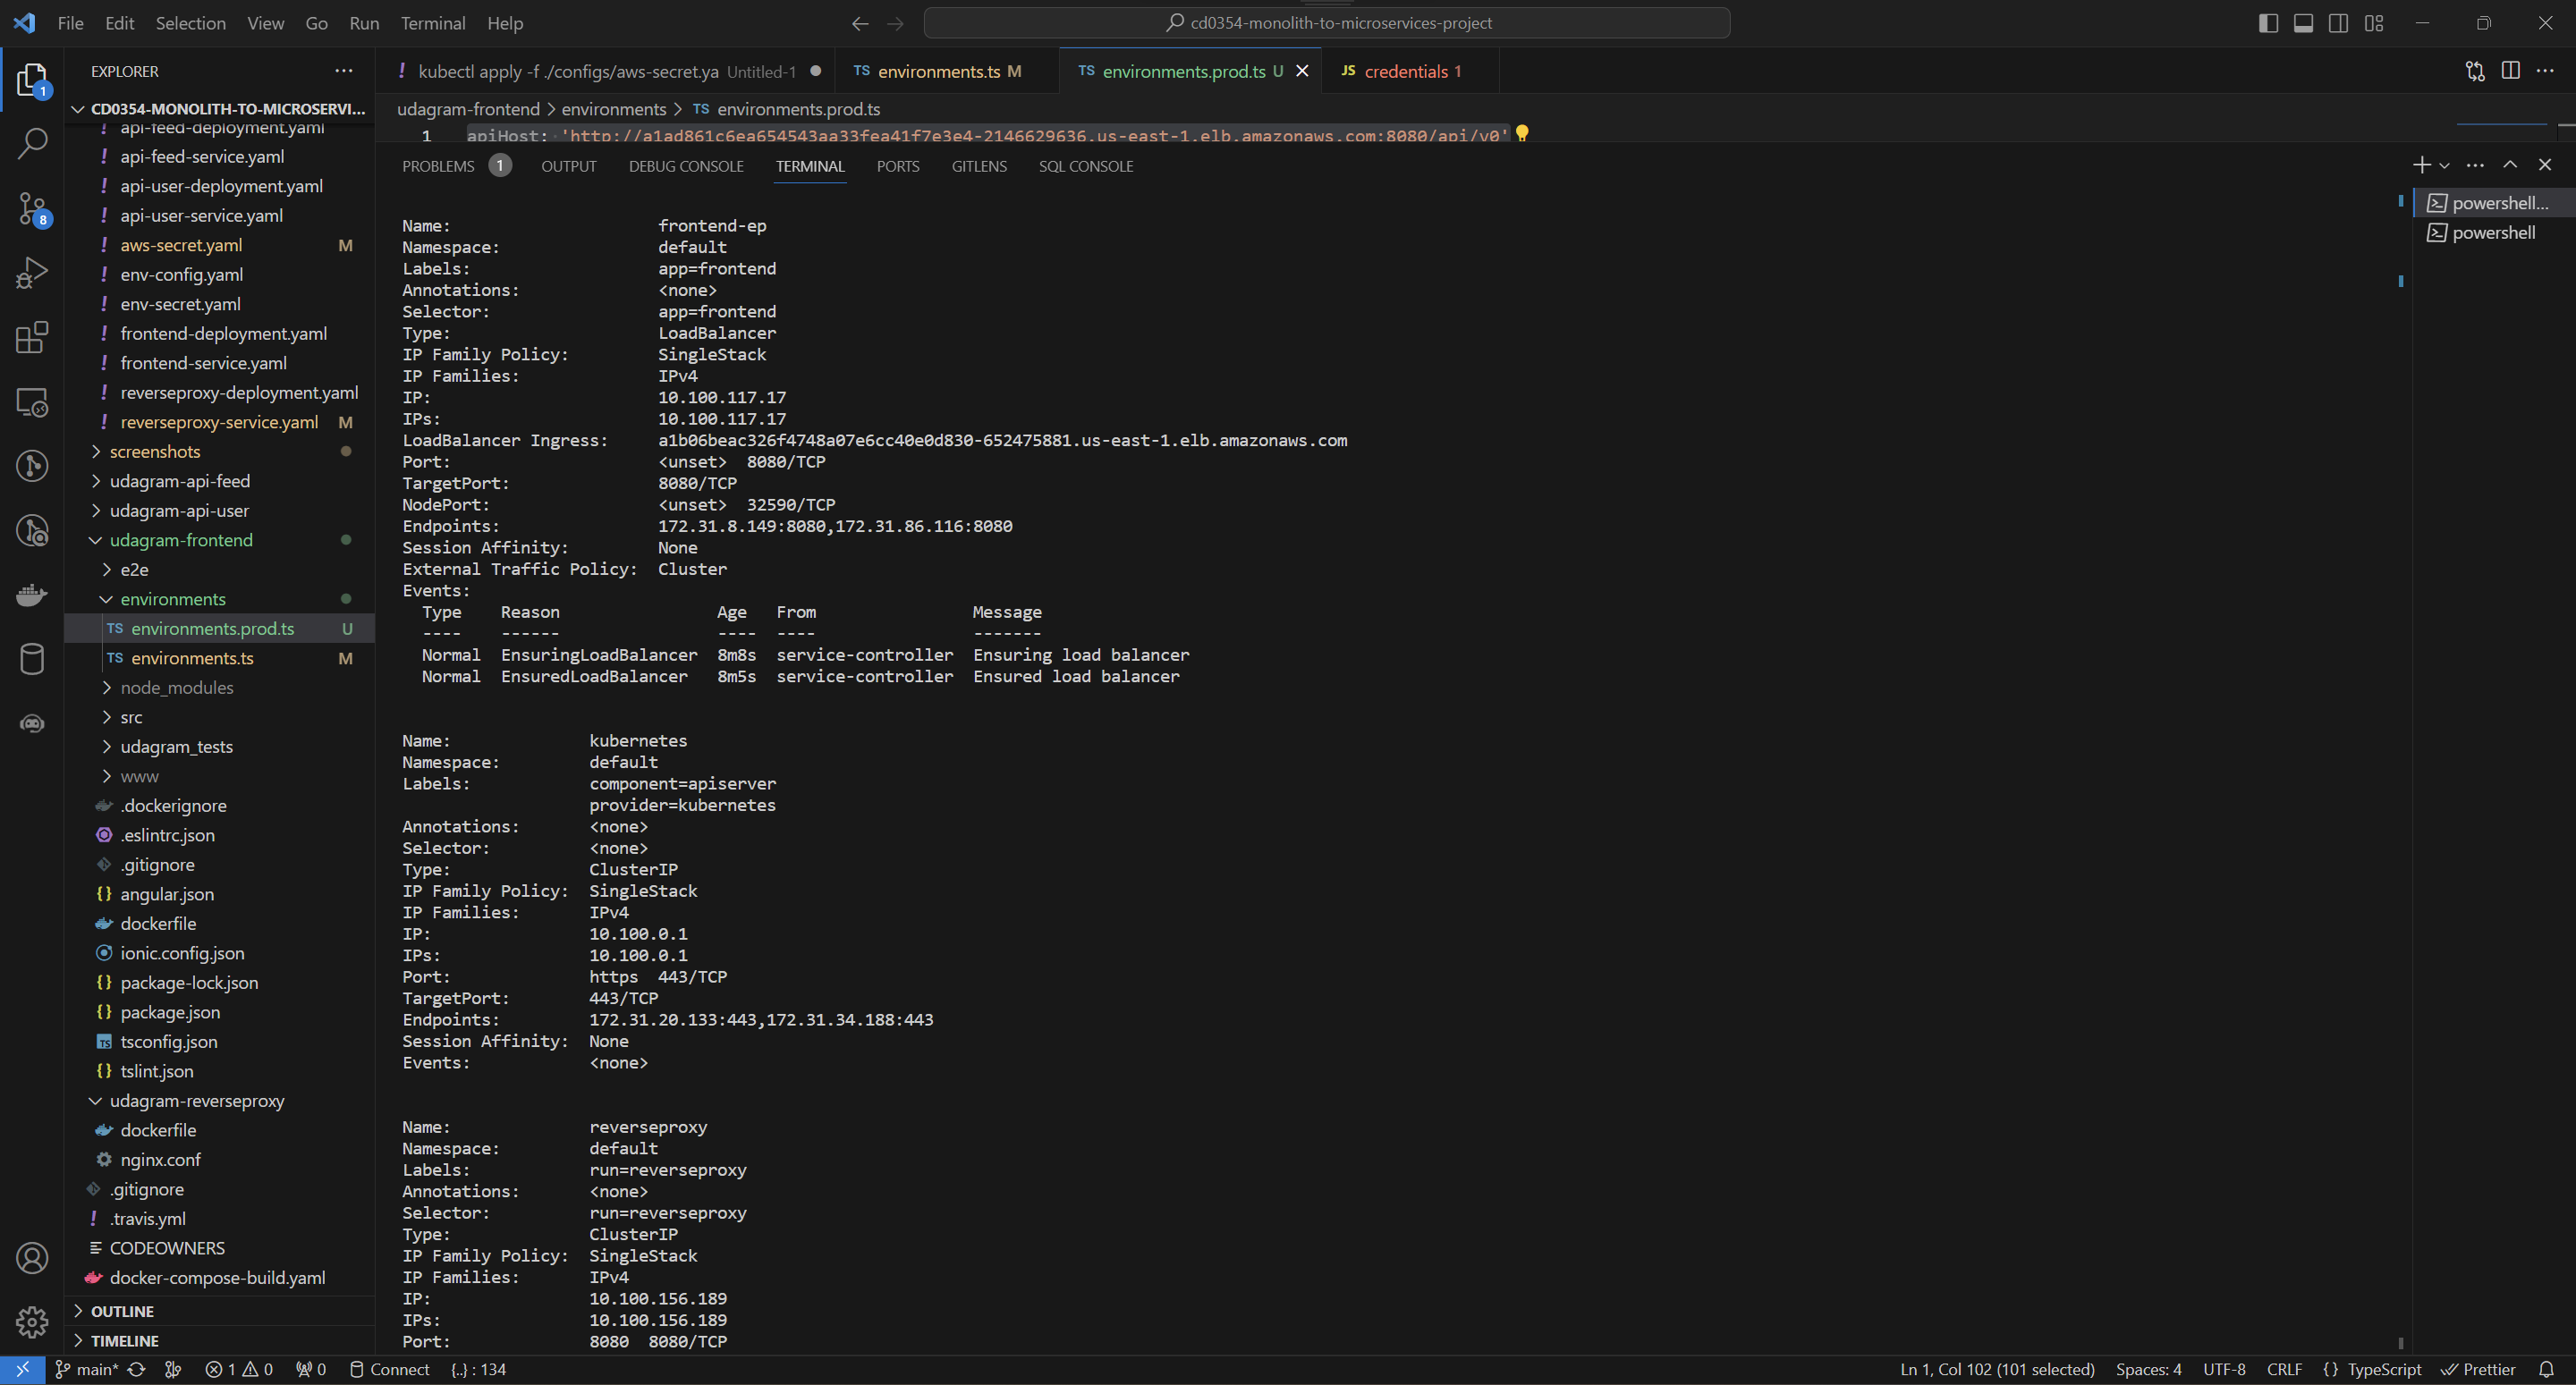 File Edit Selection View Go Run Terminal Help
cd0354-monolith-to-microservices-project
EXPLORER
kubectl apply -f ./configs/aws-secret.ya Untitled-1
TS environments.ts M
TS environments.prod.ts U
JS credentials 1
CD0354-MONOLITH-TO-MICROSERVI...
udagram-frontend > environments > TS environments.prod.ts
1 apiHost: 'http://a1ad861c6ea654543aa33fea41f7e3e4-2146629636.us-east-1.elb.amazonaws.com:8080/api/v0'
api-feed-deployment.yaml
api-feed-service.yaml
api-user-deployment.yaml
api-user-service.yaml
aws-secret.yaml M
env-config.yaml
env-secret.yaml
frontend-deployment.yaml
frontend-service.yaml
reverseproxy-deployment.yaml
reverseproxy-service.yaml M
screenshots
udagram-api-feed
udagram-api-user
udagram-frontend
e2e
environments
TS environments.prod.ts U
TS environments.ts M
node_modules
src
udagram_tests
www
.dockerignore
.eslintrc.json
.gitignore
angular.json
dockerfile
ionic.config.json
package-lock.json
package.json
tsconfig.json
tslint.json
udagram-reverseproxy
dockerfile
nginx.conf
.gitignore
.travis.yml
CODEOWNERS
docker-compose-build.yaml
OUTLINE
TIMELINE
1
8
PROBLEMS 1 OUTPUT DEBUG CONSOLE TERMINAL PORTS GITLENS SQL CONSOLE
powershell...
powershell
Name: frontend-ep
Namespace: default
Labels: app=frontend
Annotations: <none>
Selector: app=frontend
Type: LoadBalancer
IP Family Policy: SingleStack
IP Families: IPv4
IP: 10.100.117.17
IPs: 10.100.117.17
LoadBalancer Ingress: a1b06beac326f4748a07e6cc40e0d830-652475881.us-east-1.elb.amazonaws.com
Port: <unset> 8080/TCP
TargetPort: 8080/TCP
NodePort: <unset> 32590/TCP
Endpoints: 172.31.8.149:8080,172.31.86.116:8080
Session Affinity: None
External Traffic Policy: Cluster
Events:
Type Reason Age From Message
---- ------ ---- ---- -------
Normal EnsuringLoadBalancer 8m8s service-controller Ensuring load balancer
Normal EnsuredLoadBalancer 8m5s service-controller Ensured load balancer
Name: kubernetes
Namespace: default
Labels: component=apiserver
provider=kubernetes
Annotations: <none>
Selector: <none>
Type: ClusterIP
IP Family Policy: SingleStack
IP Families: IPv4
IP: 10.100.0.1
IPs: 10.100.0.1
Port: https 443/TCP
TargetPort: 443/TCP
Endpoints: 172.31.20.133:443,172.31.34.188:443
Session Affinity: None
Events: <none>
Name: reverseproxy
Namespace: default
Labels: run=reverseproxy
Annotations: <none>
Selector: run=reverseproxy
Type: ClusterIP
IP Family Policy: SingleStack
IP Families: IPv4
IP: 10.100.156.189
IPs: 10.100.156.189
Port: 8080 8080/TCP
main* 1 0 0 Connect {..} : 134
Ln 1, Col 102 (101 selected) Spaces: 4 UTF-8 CRLF {} TypeScript Prettier